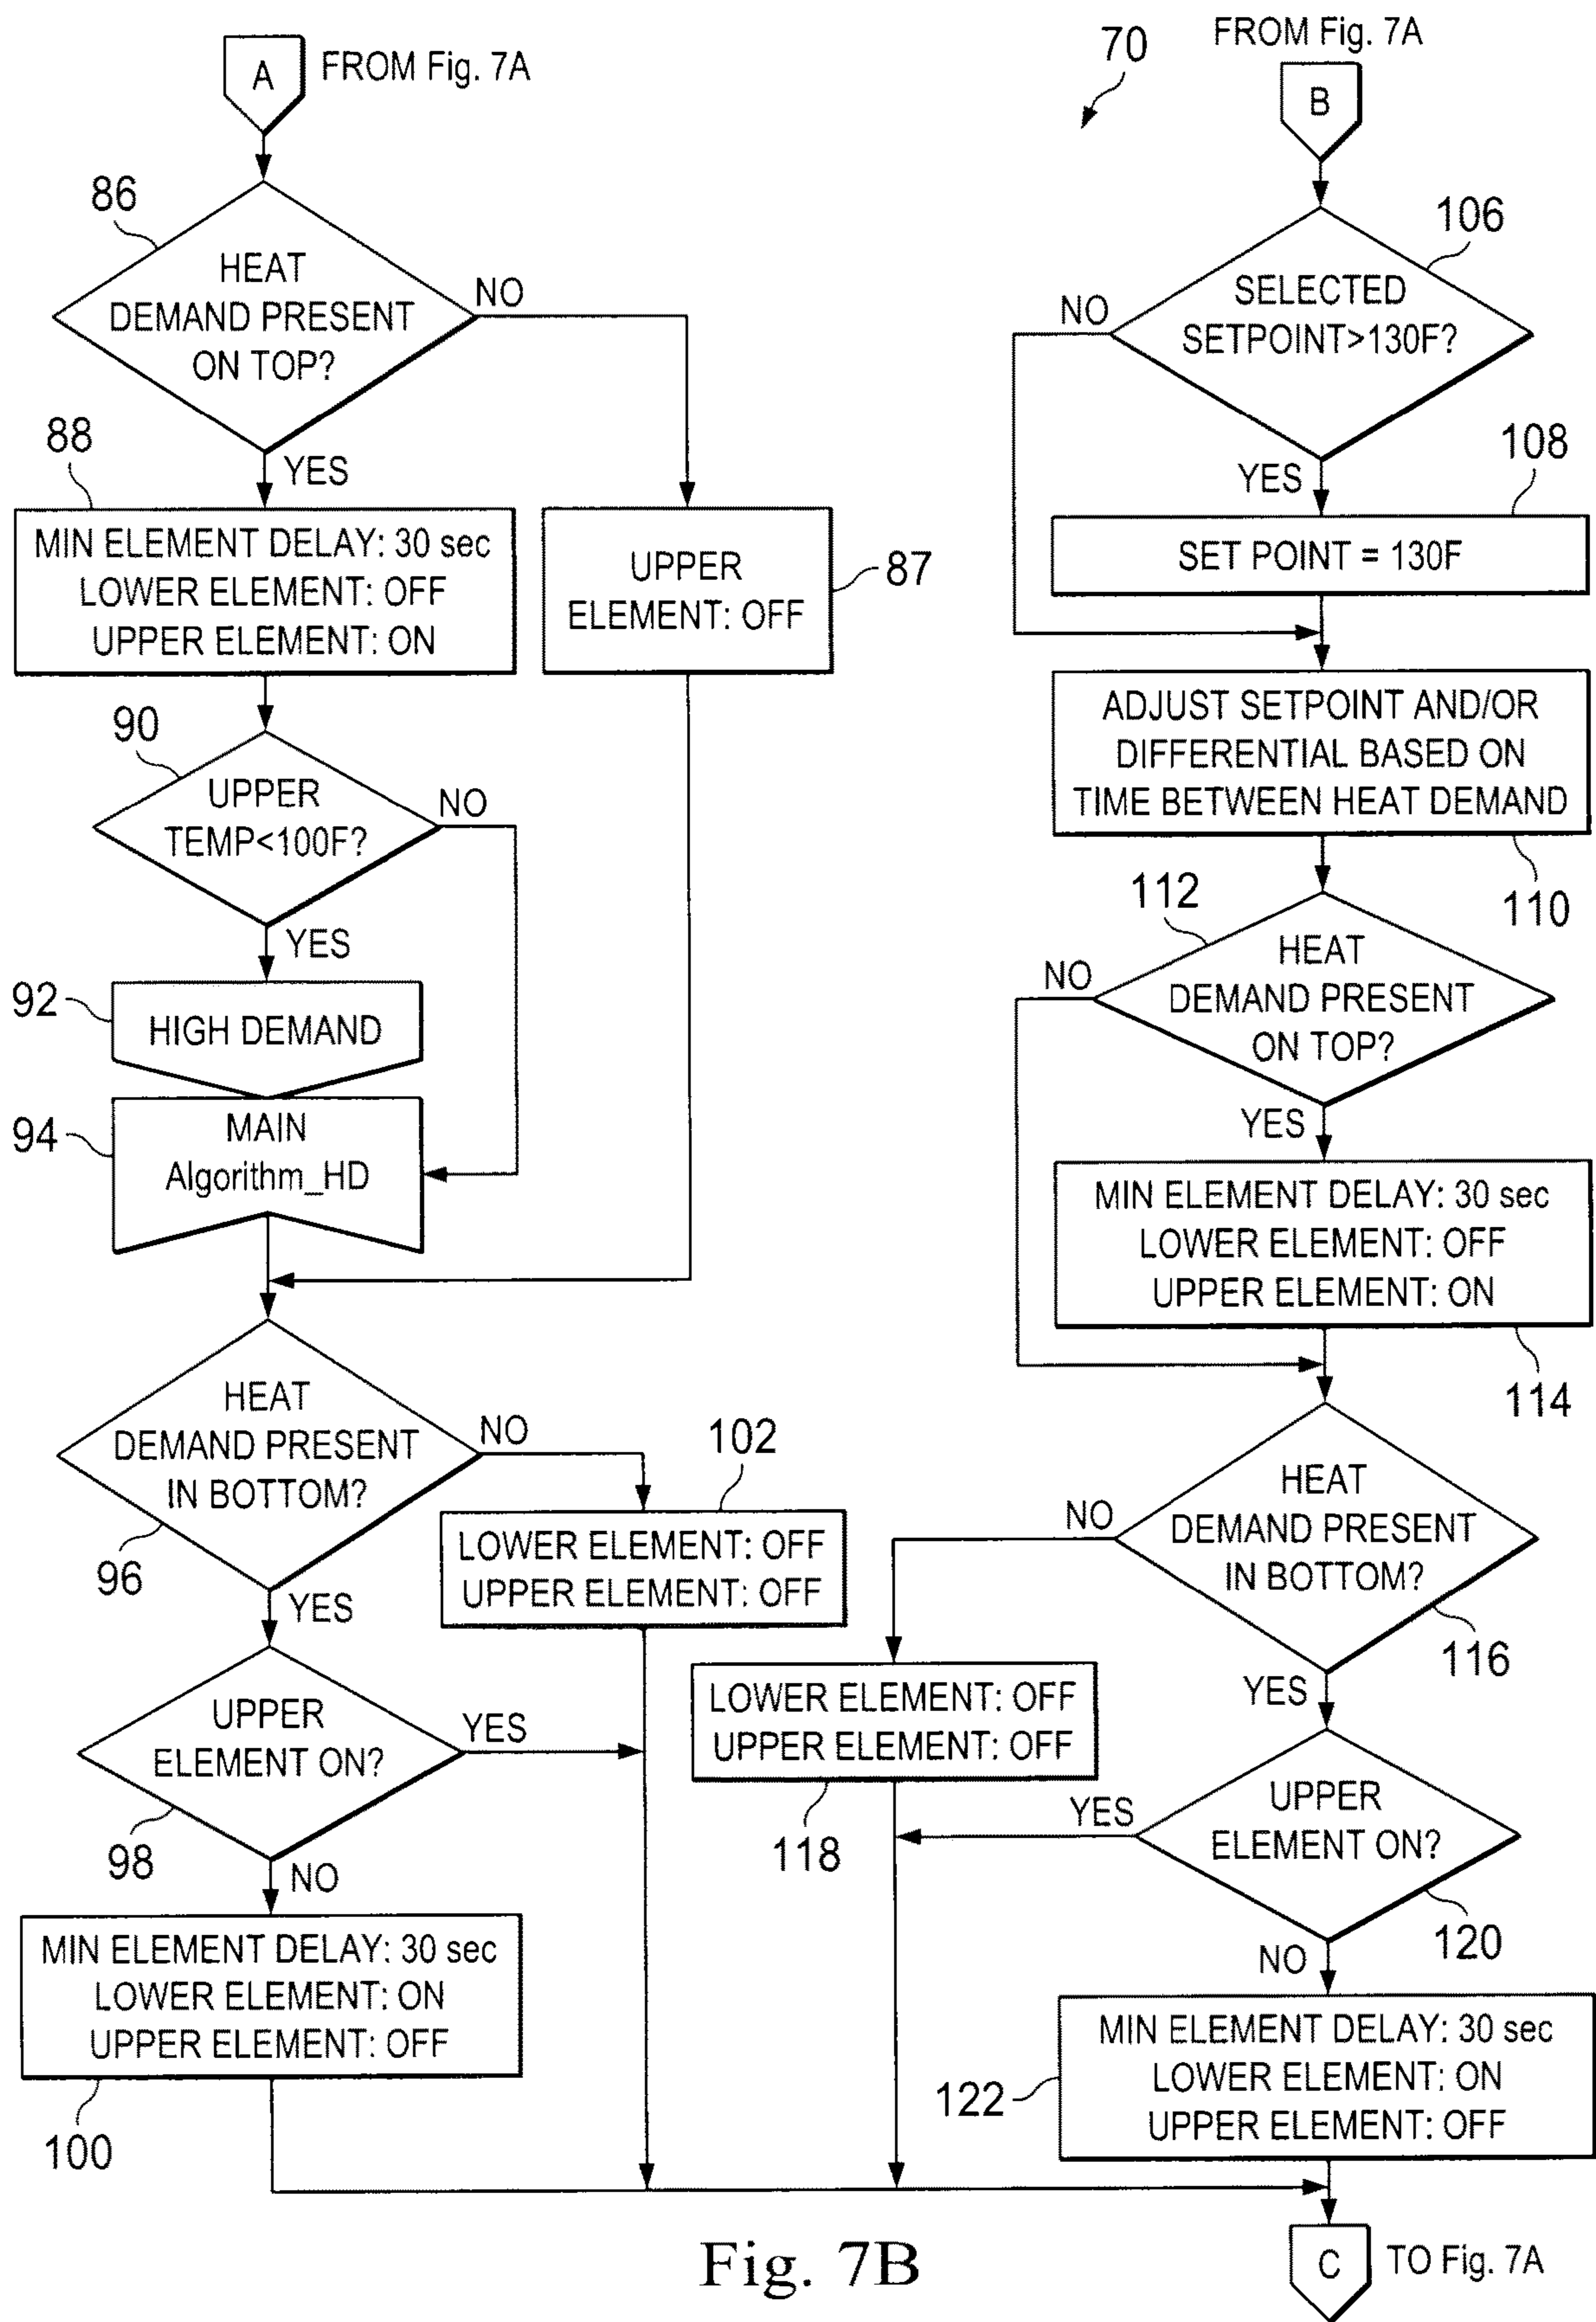 A
FROM Fig. 7A
86
HEAT
DEMAND PRESENT
ON TOP?
NO
YES
88
MIN ELEMENT DELAY: 30 sec
LOWER ELEMENT: OFF
UPPER ELEMENT: ON
UPPER
ELEMENT: OFF
87
90
UPPER
TEMP<100F?
NO
YES
92
HIGH DEMAND
94
MAIN
Algorithm_HD
HEAT
DEMAND PRESENT
IN BOTTOM?
NO
96
YES
102
LOWER ELEMENT: OFF
UPPER ELEMENT: OFF
UPPER
ELEMENT ON?
YES
98
NO
MIN ELEMENT DELAY: 30 sec
LOWER ELEMENT: ON
UPPER ELEMENT: OFF
100
70
FROM Fig. 7A
B
106
SELECTED
SETPOINT>130F?
NO
YES
108
SET POINT = 130F
ADJUST SETPOINT AND/OR
DIFFERENTIAL BASED ON
TIME BETWEEN HEAT DEMAND
110
112
HEAT
DEMAND PRESENT
ON TOP?
NO
YES
MIN ELEMENT DELAY: 30 sec
LOWER ELEMENT: OFF
UPPER ELEMENT: ON
114
HEAT
DEMAND PRESENT
IN BOTTOM?
NO
116
YES
LOWER ELEMENT: OFF
UPPER ELEMENT: OFF
118
UPPER
ELEMENT ON?
YES
120
NO
MIN ELEMENT DELAY: 30 sec
LOWER ELEMENT: ON
UPPER ELEMENT: OFF
122
C
TO Fig. 7A
Fig. 7B